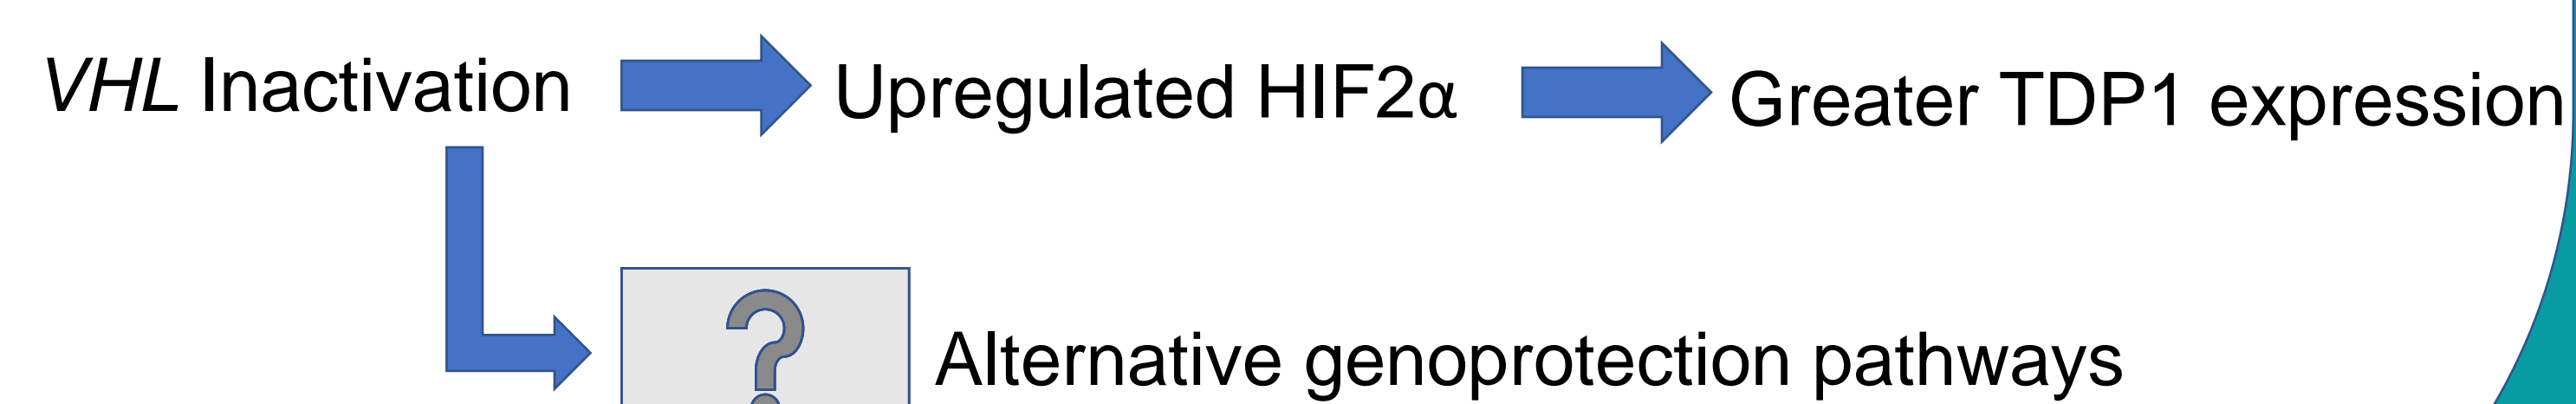 VHL Inactivation
Upregulated HIF2α
Greater TDP1 expression
?
Alternative genoprotection pathways